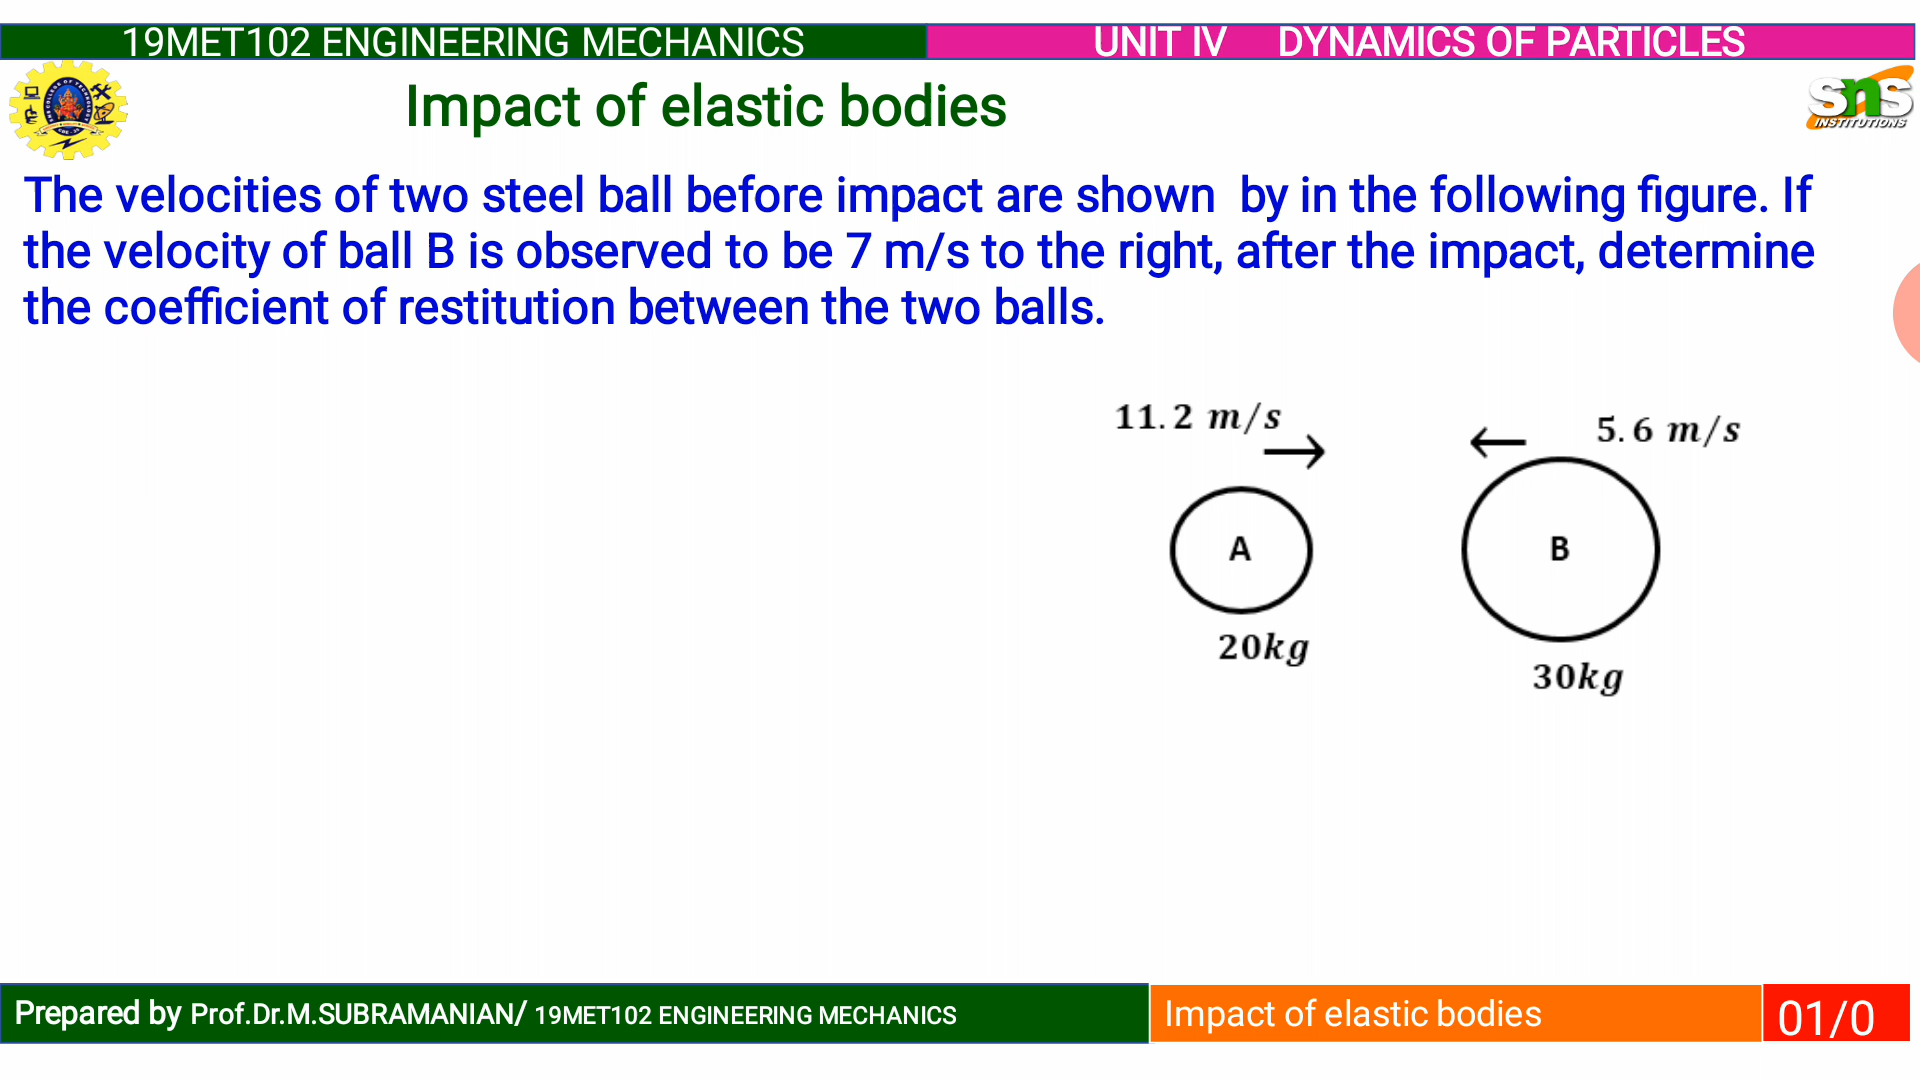 19MET102 ENGINEERING MECHANICS
UNIT IV DYNAMICS OF PARTICLES
Impact of elastic bodies
sns
INSTITUTIONS
The velocities of two steel ball before impact are shown by in the following figure. If
the velocity of ball B is observed to be 7 m/s to the right, after the impact, determine
the coefficient of restitution between the two balls.
11.2 m/s
5.6 m/s
A
B
20kg
30kg
Prepared by Prof.Dr.M.SUBRAMANIAN/ 19MET102 ENGINEERING MECHANICS
Impact of elastic bodies
01/0